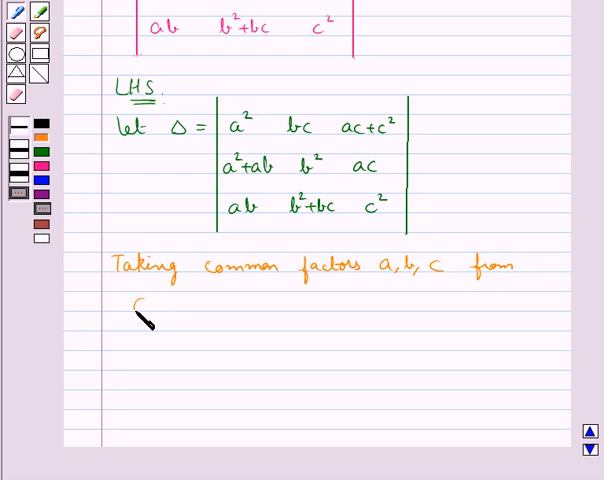 ab b²+bc c²
LHS.
Let Δ = a² bc ac+c²
a²+ab b² ac
ab b²+bc c²
Taking common factors a, b, c from
C